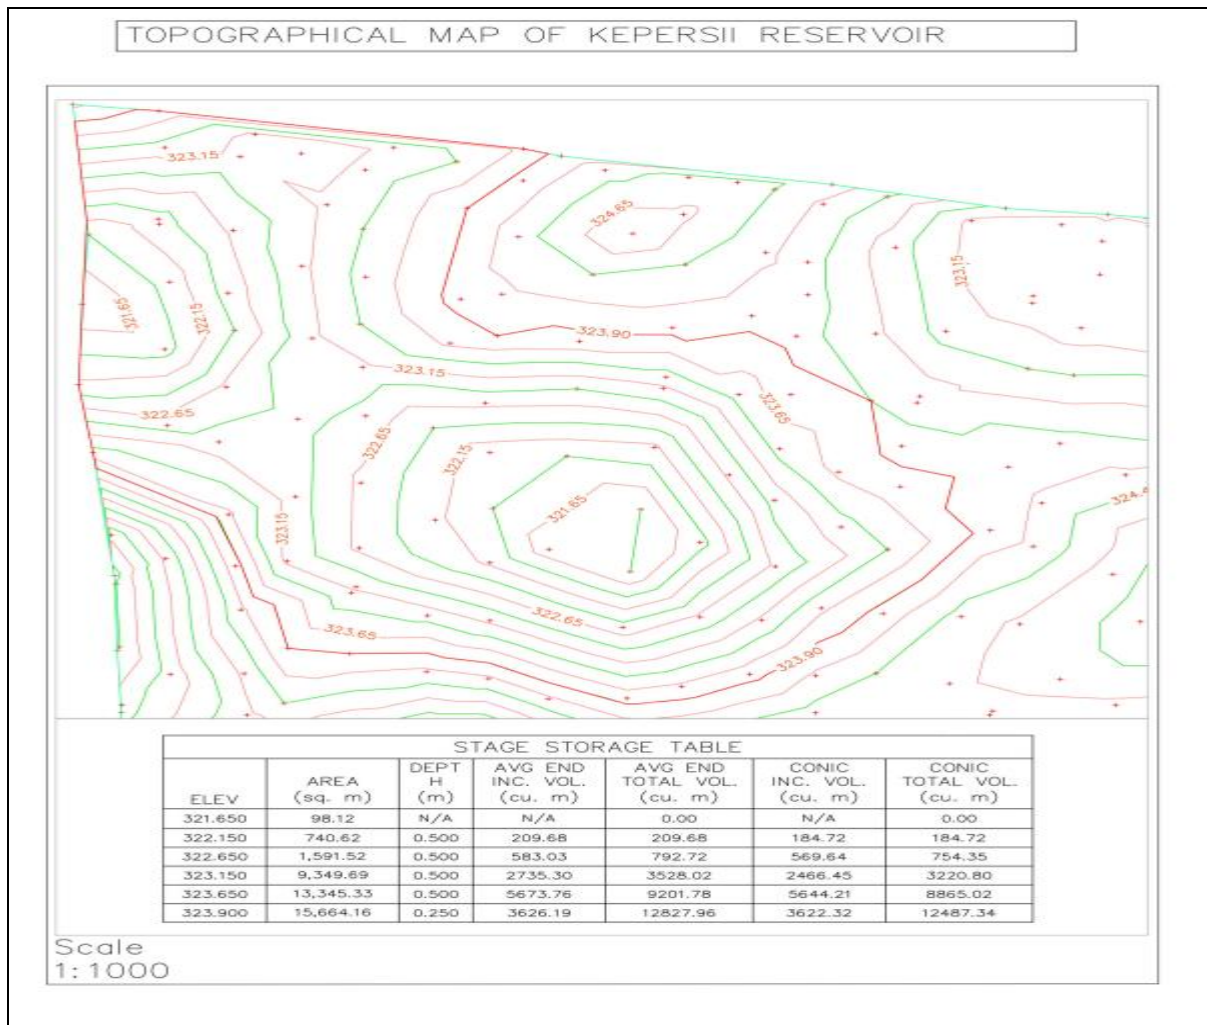 TOPOGRAPHICAL MAP OF KEPERSII RESERVOIR
323.15
324.65
323.15
321.65
322.15
323.90
323.15
323.65
322.65
322.65
322.15
324.4
321.65
323.15
322.65
323.65
323.90
STAGE STORAGE TABLE
ELEV AREA (sq. m) DEPT H (m) AVG END INC. VOL. (cu. m) AVG END TOTAL VOL. (cu. m) CONIC INC. VOL. (cu. m) CONIC TOTAL VOL. (cu. m)
321.650 98.12 N/A N/A 0.00 N/A 0.00
322.150 740.62 0.500 209.68 209.68 184.72 184.72
322.650 1,591.52 0.500 583.03 792.72 569.64 754.35
323.150 9,349.69 0.500 2735.30 3528.02 2466.45 3220.80
323.650 13,345.33 0.500 5673.76 9201.78 5644.21 8865.02
323.900 15,664.16 0.250 3626.19 12827.96 3622.32 12487.34
Scale
1:1000